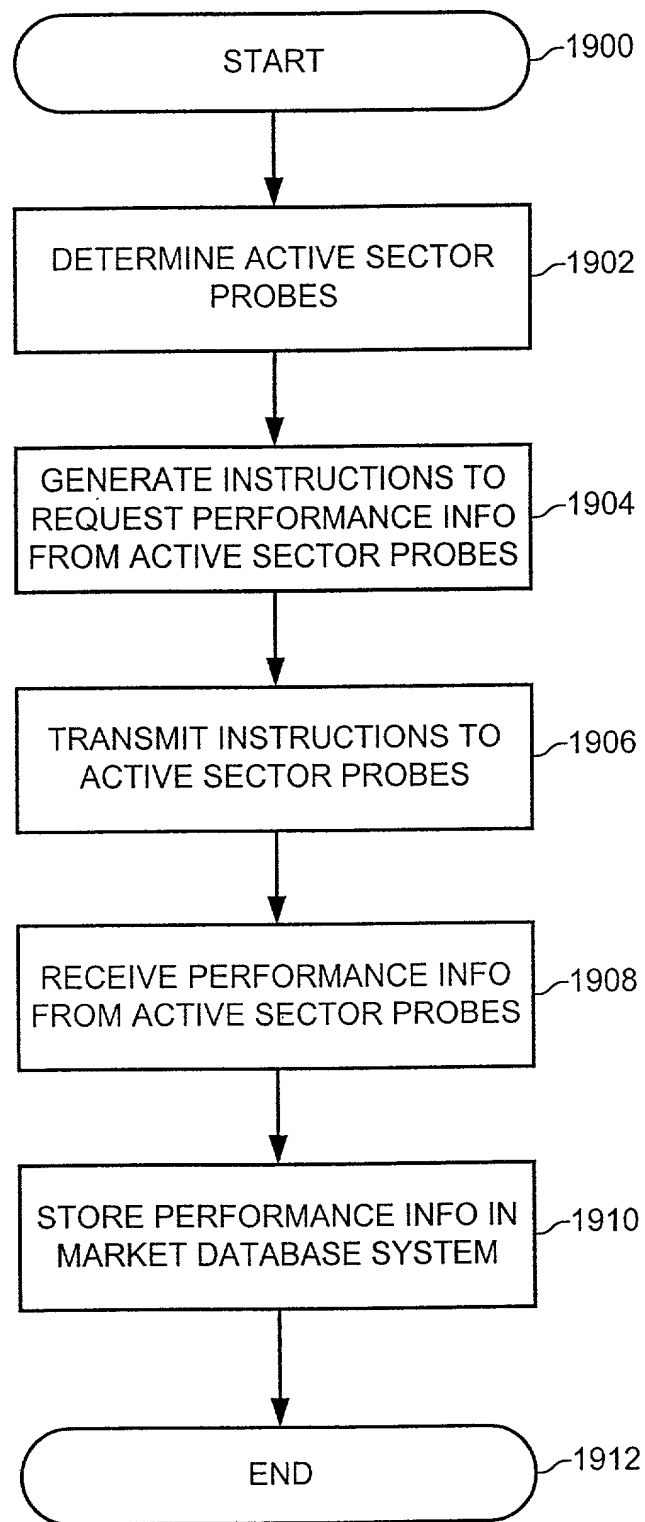 START
1900
DETERMINE ACTIVE SECTOR
PROBES
1902
GENERATE INSTRUCTIONS TO
REQUEST PERFORMANCE INFO
FROM ACTIVE SECTOR PROBES
1904
TRANSMIT INSTRUCTIONS TO
ACTIVE SECTOR PROBES
1906
RECEIVE PERFORMANCE INFO
FROM ACTIVE SECTOR PROBES
1908
STORE PERFORMANCE INFO IN
MARKET DATABASE SYSTEM
1910
END
1912